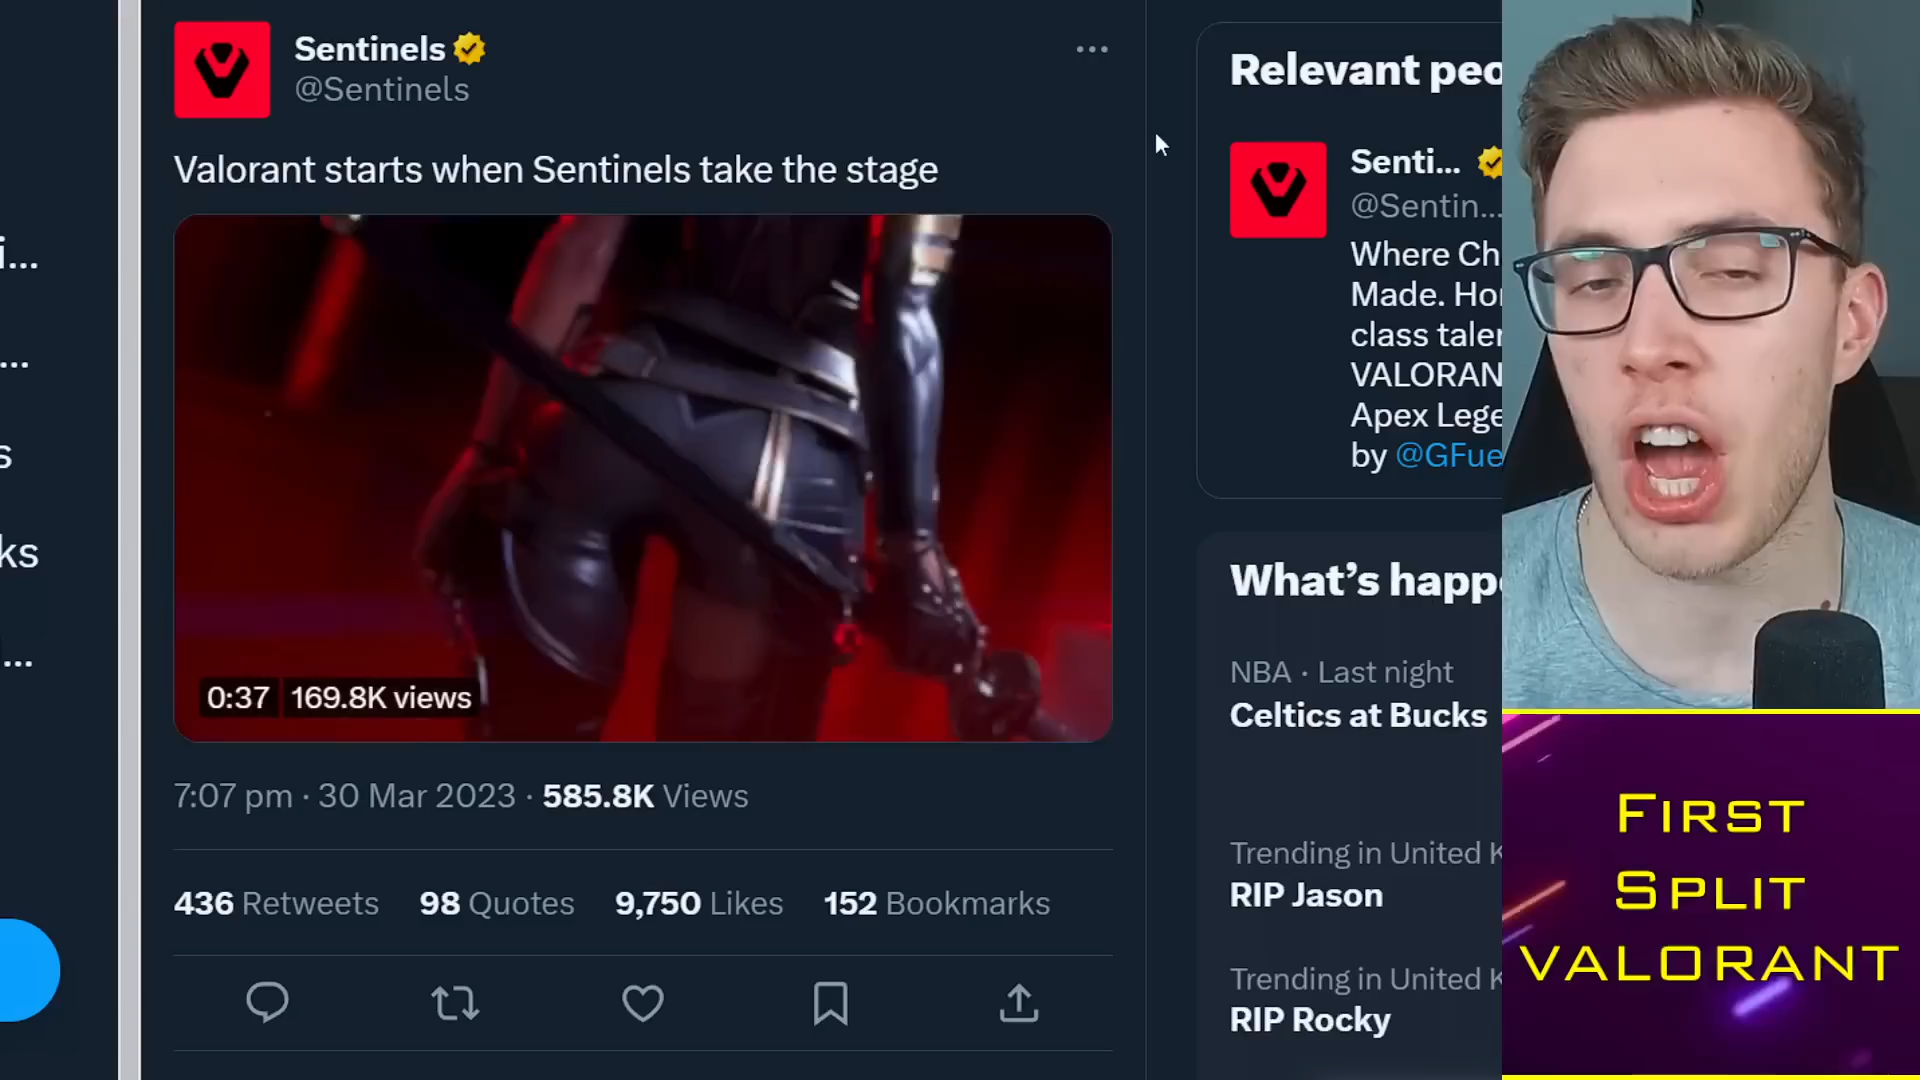 i...
...
s
ks
...
Sentinels
@Sentinels
Valorant starts when Sentinels take the stage
0:37
169.8K views
7:07 pm · 30 Mar 2023 · 585.8K Views
436 Retweets 98 Quotes 9,750 Likes 152 Bookmarks
Relevant peo
Senti...
@Sentin...
Where Ch
Made. Ho
class taler
VALORAN
Apex Lege
by @GFue
What's happ
NBA · Last night
Celtics at Bucks
Trending in United K
RIP Jason
Trending in United K
RIP Rocky
FIRST
SPLIT
VALORANT